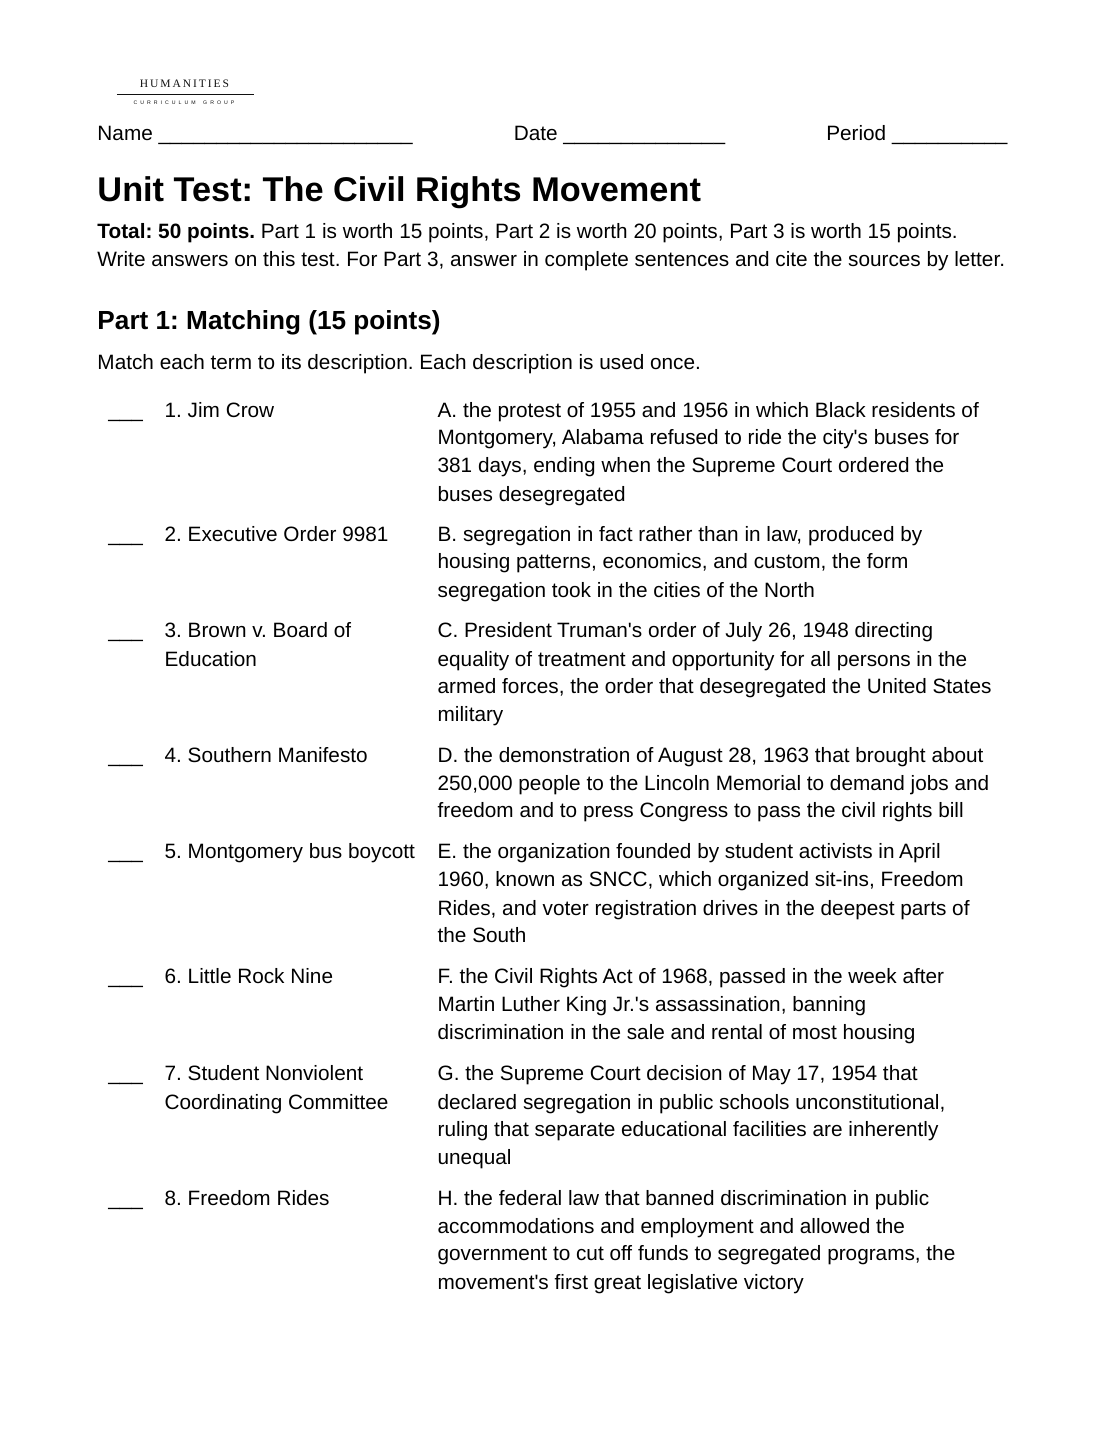 HUMANITIES
CURRICULUM GROUP
Name ______________________ Date ______________ Period __________
Unit Test: The Civil Rights Movement
Total: 50 points. Part 1 is worth 15 points, Part 2 is worth 20 points, Part 3 is worth 15 points.
Write answers on this test. For Part 3, answer in complete sentences and cite the sources by letter.
Part 1: Matching (15 points)
Match each term to its description. Each description is used once.
___ 1. Jim Crow
A. the protest of 1955 and 1956 in which Black residents of
Montgomery, Alabama refused to ride the city's buses for
381 days, ending when the Supreme Court ordered the
buses desegregated
___ 2. Executive Order 9981
B. segregation in fact rather than in law, produced by
housing patterns, economics, and custom, the form
segregation took in the cities of the North
___ 3. Brown v. Board of
Education
C. President Truman's order of July 26, 1948 directing
equality of treatment and opportunity for all persons in the
armed forces, the order that desegregated the United States
military
___ 4. Southern Manifesto
D. the demonstration of August 28, 1963 that brought about
250,000 people to the Lincoln Memorial to demand jobs and
freedom and to press Congress to pass the civil rights bill
___ 5. Montgomery bus boycott
E. the organization founded by student activists in April
1960, known as SNCC, which organized sit-ins, Freedom
Rides, and voter registration drives in the deepest parts of
the South
___ 6. Little Rock Nine
F. the Civil Rights Act of 1968, passed in the week after
Martin Luther King Jr.'s assassination, banning
discrimination in the sale and rental of most housing
___ 7. Student Nonviolent
Coordinating Committee
G. the Supreme Court decision of May 17, 1954 that
declared segregation in public schools unconstitutional,
ruling that separate educational facilities are inherently
unequal
___ 8. Freedom Rides
H. the federal law that banned discrimination in public
accommodations and employment and allowed the
government to cut off funds to segregated programs, the
movement's first great legislative victory